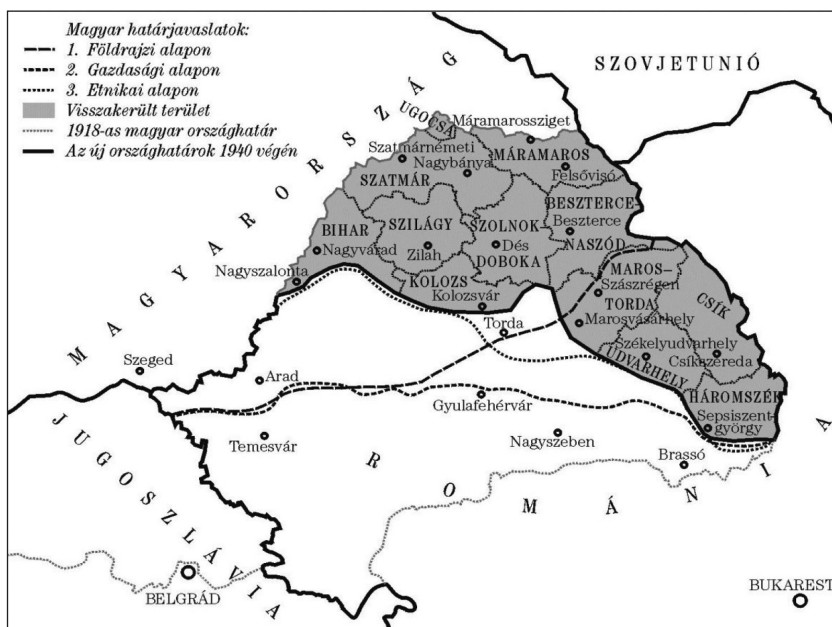 Magyar határjavaslatok:
1. Földrajzi alapon
2. Gazdasági alapon
3. Etnikai alapon
Visszakerült terület
1918-as magyar országhatár
Az új országhatárok 1940 végén
SZOVJETUNIÓ
MAGYARORSZÁG
UGOCSA
Máramarossziget
Szatmárnémeti
MÁRAMAROS
Nagybánya
Felsővisó
SZATMÁR
BESZTERCE-
Beszterce
NASZÓD
SZILÁGY
Zilah
SZOLNOK-
Dés
DOBOKA
BIHAR
Nagyvárad
Nagyszalonta
KOLOZS
Kolozsvár
MAROS-
Szászrégen
TORDA
Marosvásárhely
CSÍK
Torda
Székelyudvarhely
Csíkszereda
UDVARHELY
Szeged
Arad
HÁROMSZÉK
Gyulafehérvár
Sepsiszent-
györgy
Temesvár
Nagyszeben
Brassó
ROMÁNIA
JUGOSZLÁVIA
BELGRÁD
BUKAREST